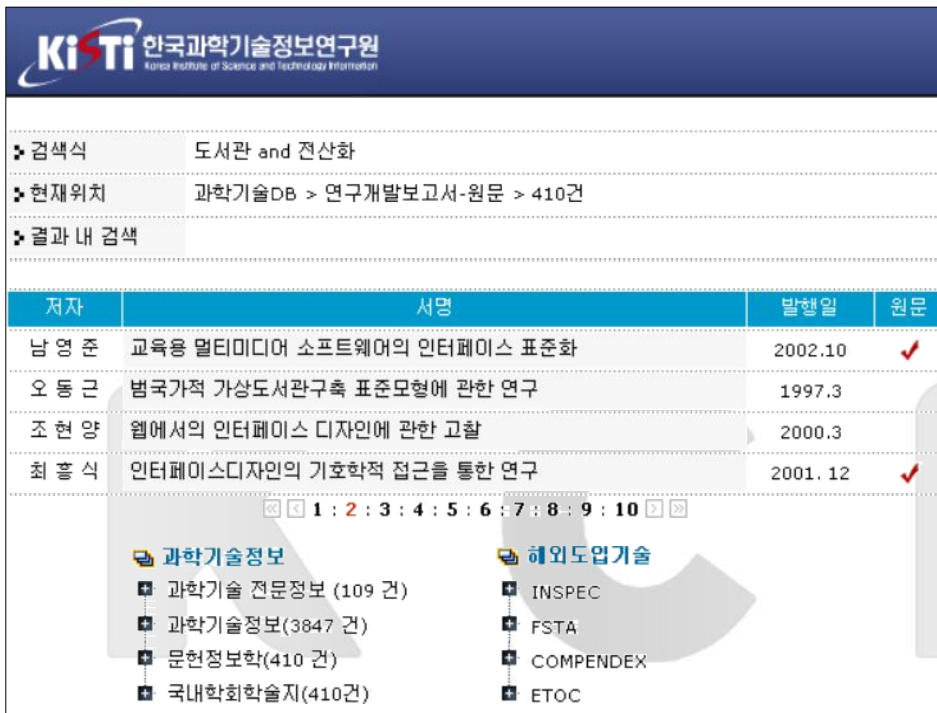 KiSTi 한국과학기술정보연구원
Korea Institute of Science and Technology Information
검색식 도서관 and 전산화
현재위치 과학기술DB > 연구개발보고서-원문 > 410건
결과 내 검색
저자 서명 발행일 원문
남 영 준 교육용 멀티미디어 소프트웨어의 인터페이스 표준화 2002.10
오 동 근 범국가적 가상도서관구축 표준모형에 관한 연구 1997.3
조 현 양 웹에서의 인터페이스 디자인에 관한 고찰 2000.3
최 흥 식 인터페이스디자인의 기호학적 접근을 통한 연구 2001. 12
1 : 2 : 3 : 4 : 5 : 6 : 7 : 8 : 9 : 10
과학기술정보
과학기술 전문정보 (109 건)
과학기술정보(3847 건)
문헌정보학(410 건)
국내학회학술지(410건)
해외도입기술
INSPEC
FSTA
COMPENDEX
ETOC